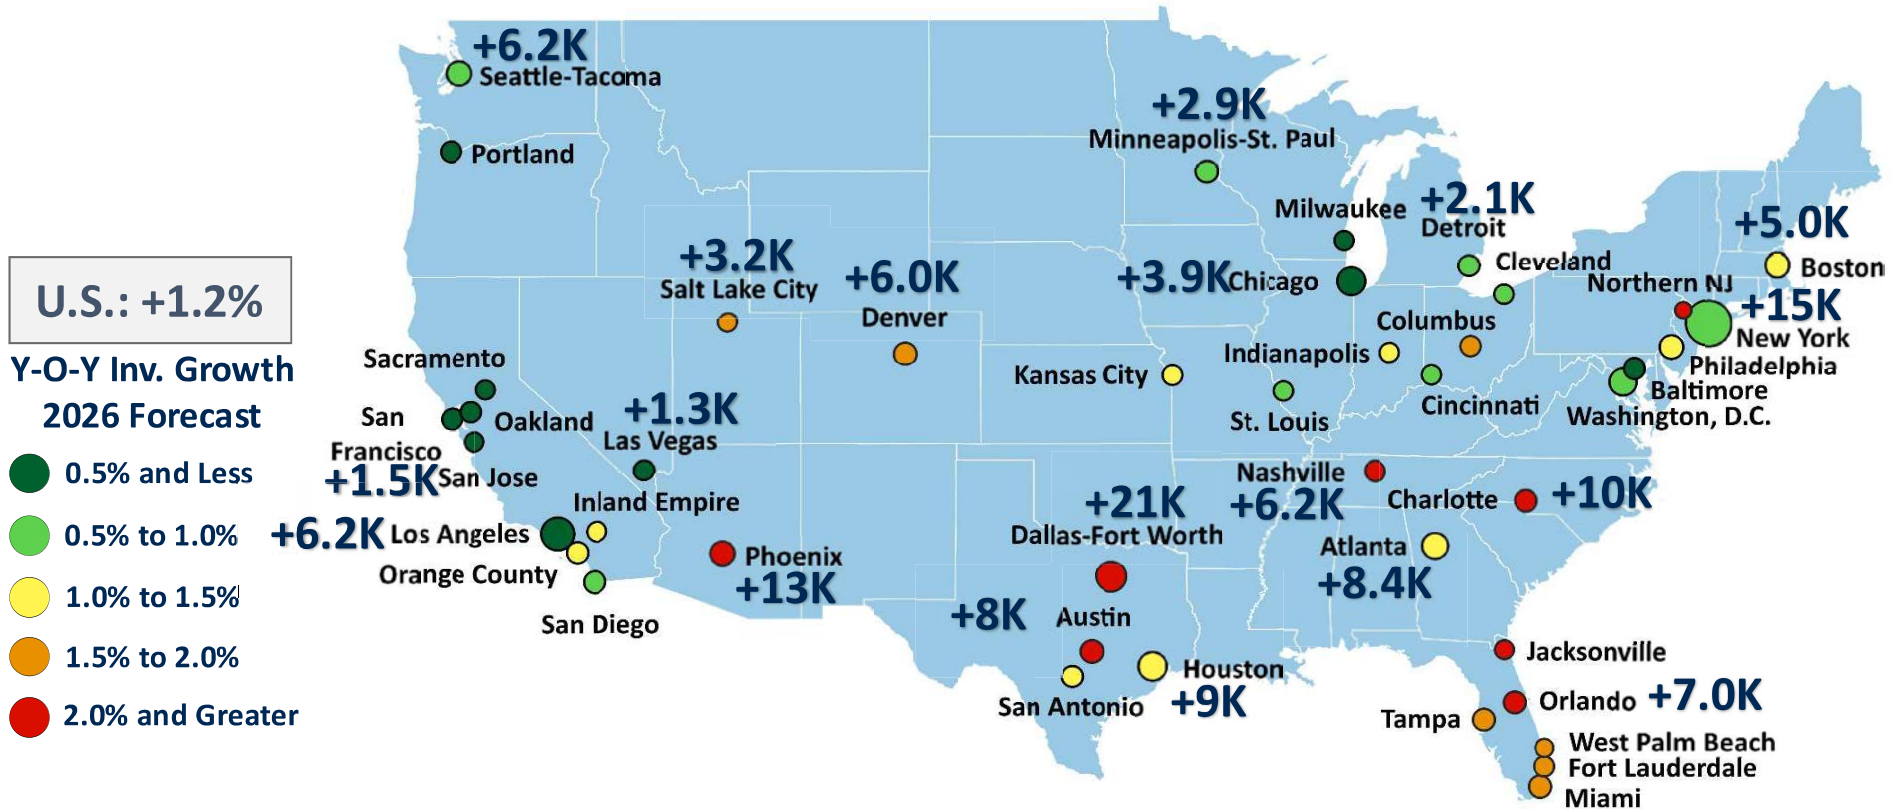 +6.2K
Seattle-Tacoma
Portland
+2.9K
Minneapolis-St. Paul
Milwaukee
+2.1K
Detroit
+5.0K
Boston
Cleveland
Northern NJ
+3.9K
Chicago
+15K
New York
+3.2K
Salt Lake City
+6.0K
Denver
U.S.: +1.2%
Y-O-Y Inv. Growth
2026 Forecast
0.5% and Less
0.5% to 1.0%
1.0% to 1.5%
1.5% to 2.0%
2.0% and Greater
Columbus
Indianapolis
Philadelphia
Kansas City
Baltimore
Cincinnati
Washington, D.C.
St. Louis
Sacramento
San
Francisco
Oakland
+1.5K
San Jose
+1.3K
Las Vegas
Inland Empire
+6.2K
Los Angeles
Orange County
San Diego
Phoenix
+13K
Nashville
+6.2K
Charlotte
+10K
+21K
Dallas-Fort Worth
Atlanta
+8.4K
+8K
Austin
Houston
+9K
San Antonio
Jacksonville
Orlando
+7.0K
Tampa
West Palm Beach
Fort Lauderdale
Miami